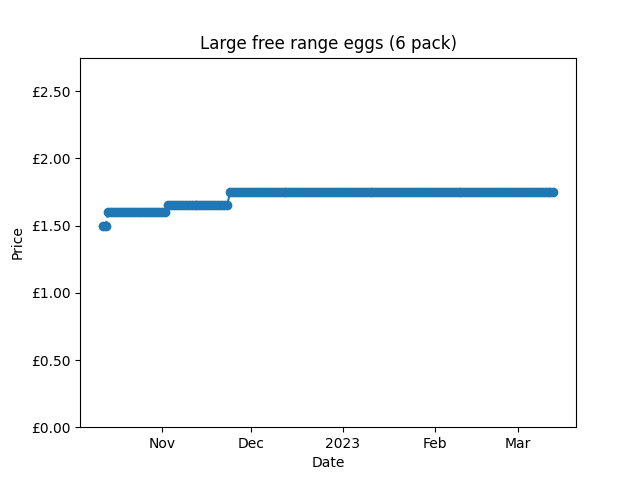 Large free range eggs (6 pack)
£2.50
£2.00
£1.50
£1.00
£0.50
£0.00
Price
Nov Dec 2023 Feb Mar
Date